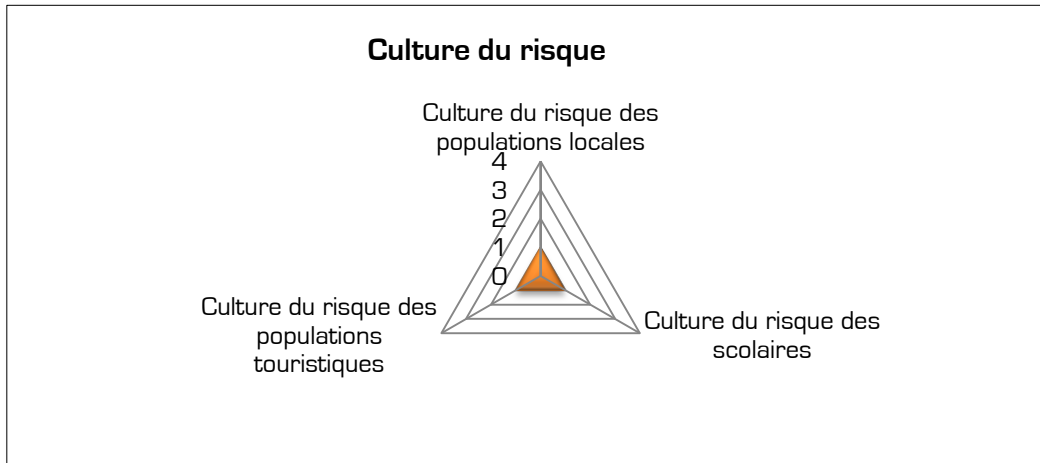 Culture du risque
Culture du risque des
populations locales
4
3
2
1
0
Culture du risque des
populations
touristiques
Culture du risque des
scolaires